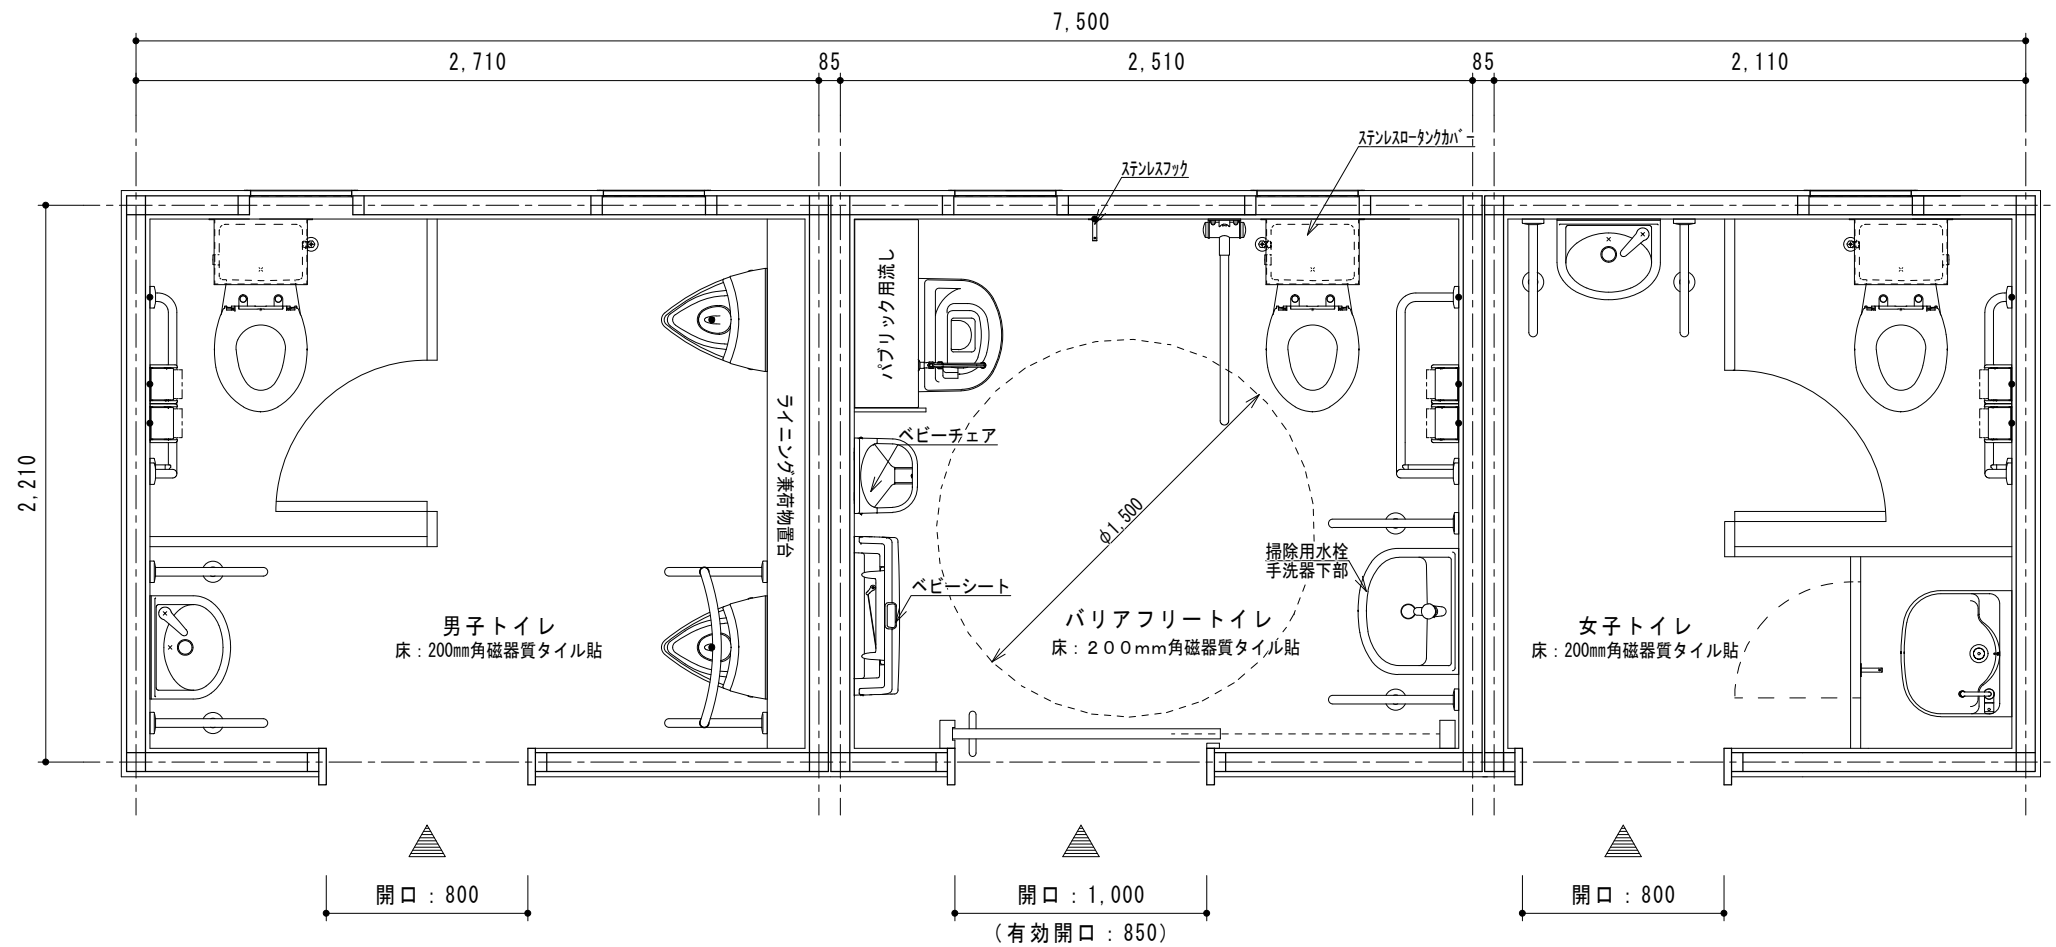 7,500
2,710
85
2,510
85
2,110
ステンレスロータンクカバー
ステンレスフック
パブリック用流し
ライニング兼荷物置台
ベビーチェア
2,210
φ1,500
掃除用水栓
手洗器下部
ベビーシート
男子トイレ
床：200mm角磁器質タイル貼
バリアフリートイレ
床：２００mm角磁器質タイル貼
女子トイレ
床：200mm角磁器質タイル貼
開口：800
開口：1,000
(有効開口：850)
開口：800